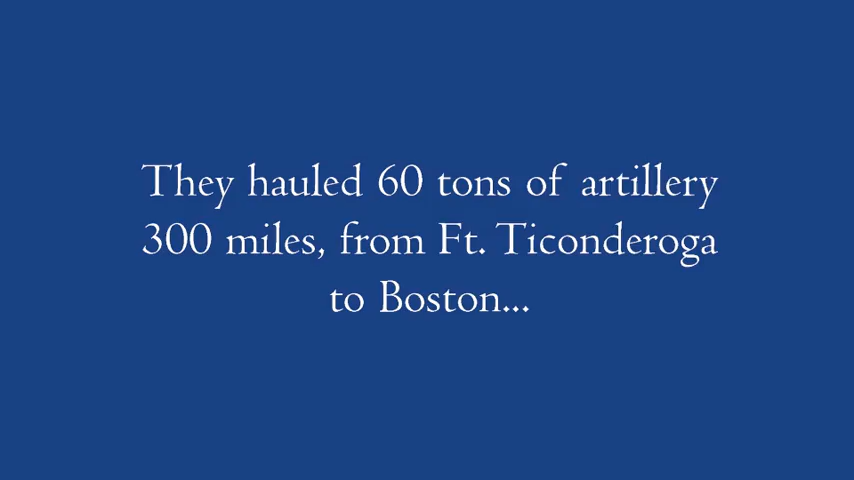 They hauled 60 tons of artillery
300 miles, from Ft. Ticonderoga
to Boston...